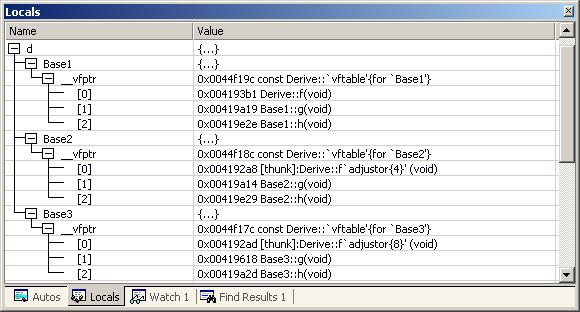 Locals
Name Value
d {...}
Base1 {...}
__vfptr 0x0044f19c const Derive::`vftable'{for `Base1'}
[0] 0x004193b1 Derive::f(void)
[1] 0x00419a19 Base1::g(void)
[2] 0x00419e2e Base1::h(void)
Base2 {...}
__vfptr 0x0044f18c const Derive::`vftable'{for `Base2'}
[0] 0x004192a8 [thunk]:Derive::f`adjustor{4}' (void)
[1] 0x00419a14 Base2::g(void)
[2] 0x00419e29 Base2::h(void)
Base3 {...}
__vfptr 0x0044f17c const Derive::`vftable'{for `Base3'}
[0] 0x004192ad [thunk]:Derive::f`adjustor{8}' (void)
[1] 0x00419618 Base3::g(void)
[2] 0x00419a2d Base3::h(void)
Autos Locals Watch 1 Find Results 1